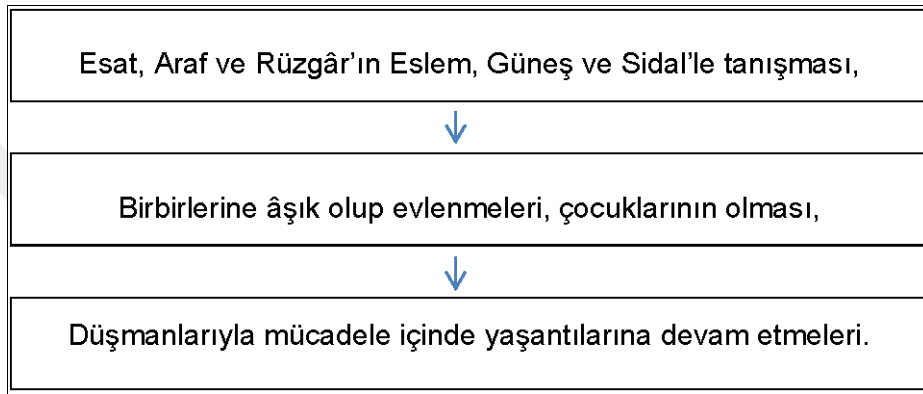 Esat, Araf ve Rüzgâr’ın Eslem, Güneş ve Sidal’le tanışması,
Birbirlerine âşık olup evlenmeleri, çocuklarının olması,
Düşmanlarıyla mücadele içinde yaşantılarına devam etmeleri.